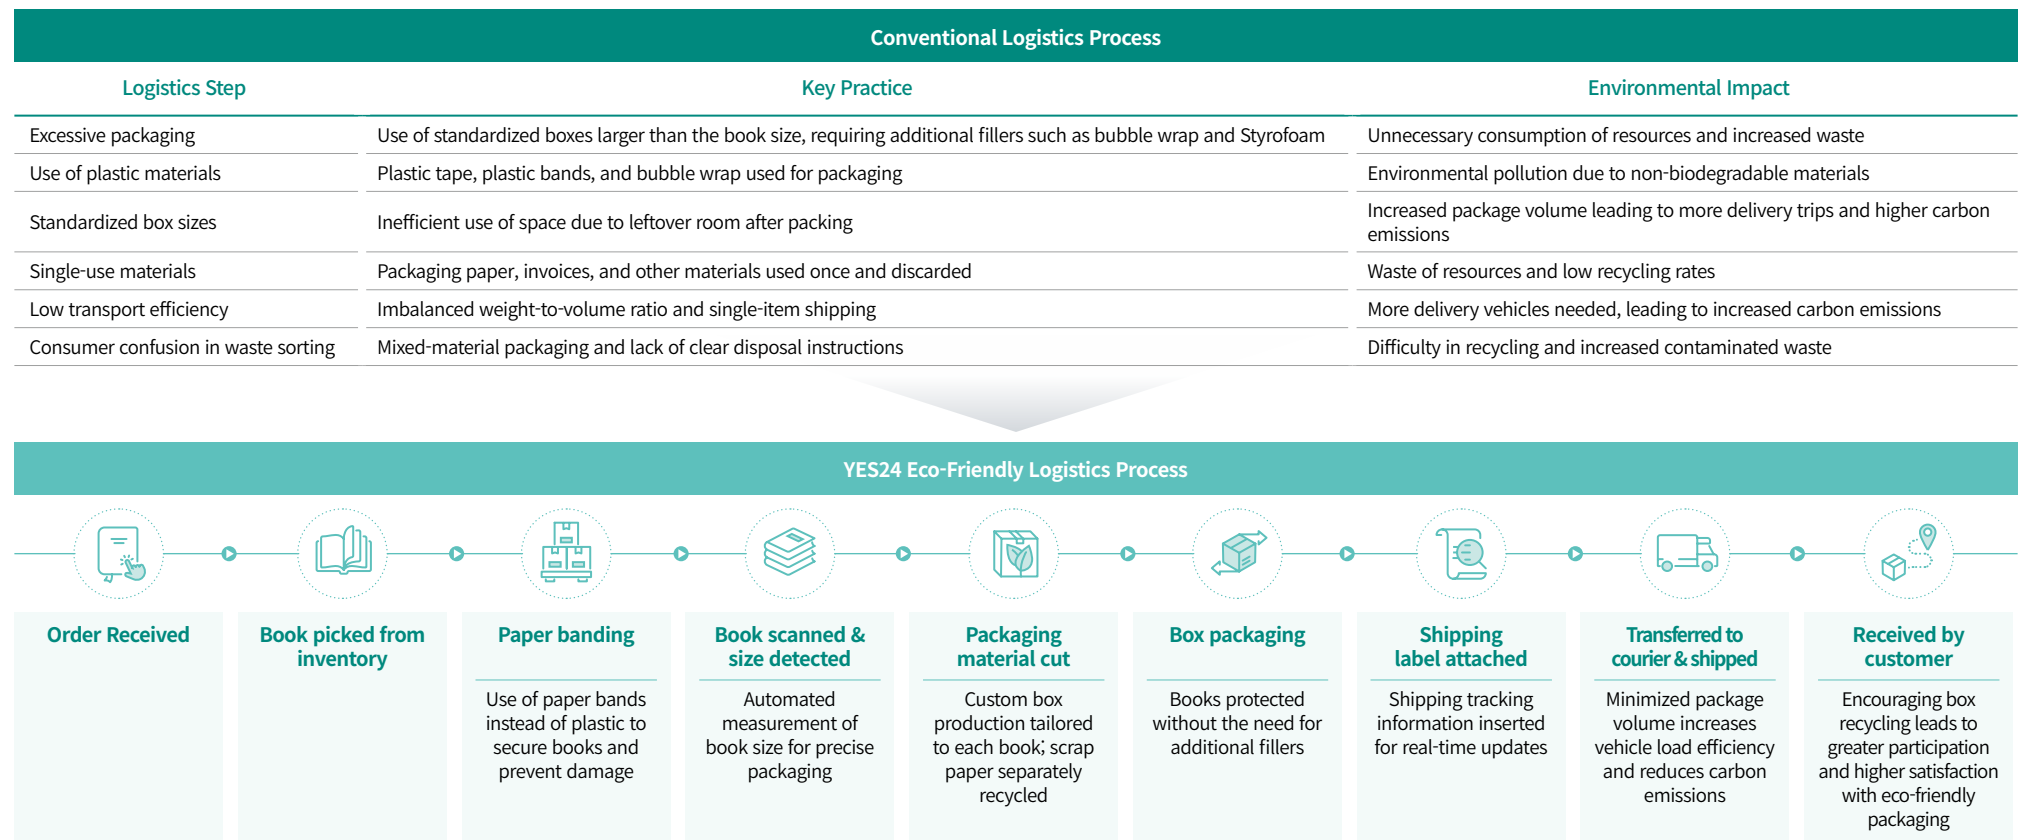 Conventional Logistics Process
Logistics Step
Key Practice
Environmental Impact
Excessive packaging
Use of standardized boxes larger than the book size, requiring additional fillers such as bubble wrap and Styrofoam
Unnecessary consumption of resources and increased waste
Use of plastic materials
Plastic tape, plastic bands, and bubble wrap used for packaging
Environmental pollution due to non-biodegradable materials
Standardized box sizes
Inefficient use of space due to leftover room after packing
Increased package volume leading to more delivery trips and higher carbon
emissions
Single-use materials
Packaging paper, invoices, and other materials used once and discarded
Waste of resources and low recycling rates
Low transport efficiency
Imbalanced weight-to-volume ratio and single-item shipping
More delivery vehicles needed, leading to increased carbon emissions
Consumer confusion in waste sorting
Mixed-material packaging and lack of clear disposal instructions
Difficulty in recycling and increased contaminated waste
YES24 Eco-Friendly Logistics Process
Order Received
Book picked from
inventory
Paper banding
Use of paper bands
instead of plastic to
secure books and
prevent damage
Book scanned &
size detected
Automated
measurement of
book size for precise
packaging
Packaging
material cut
Custom box
production tailored
to each book; scrap
paper separately
recycled
Box packaging
Books protected
without the need for
additional fillers
Shipping
label attached
Shipping tracking
information inserted
for real-time updates
Transferred to
courier & shipped
Minimized package
volume increases
vehicle load efficiency
and reduces carbon
emissions
Received by
customer
Encouraging box
recycling leads to
greater participation
and higher satisfaction
with eco-friendly
packaging